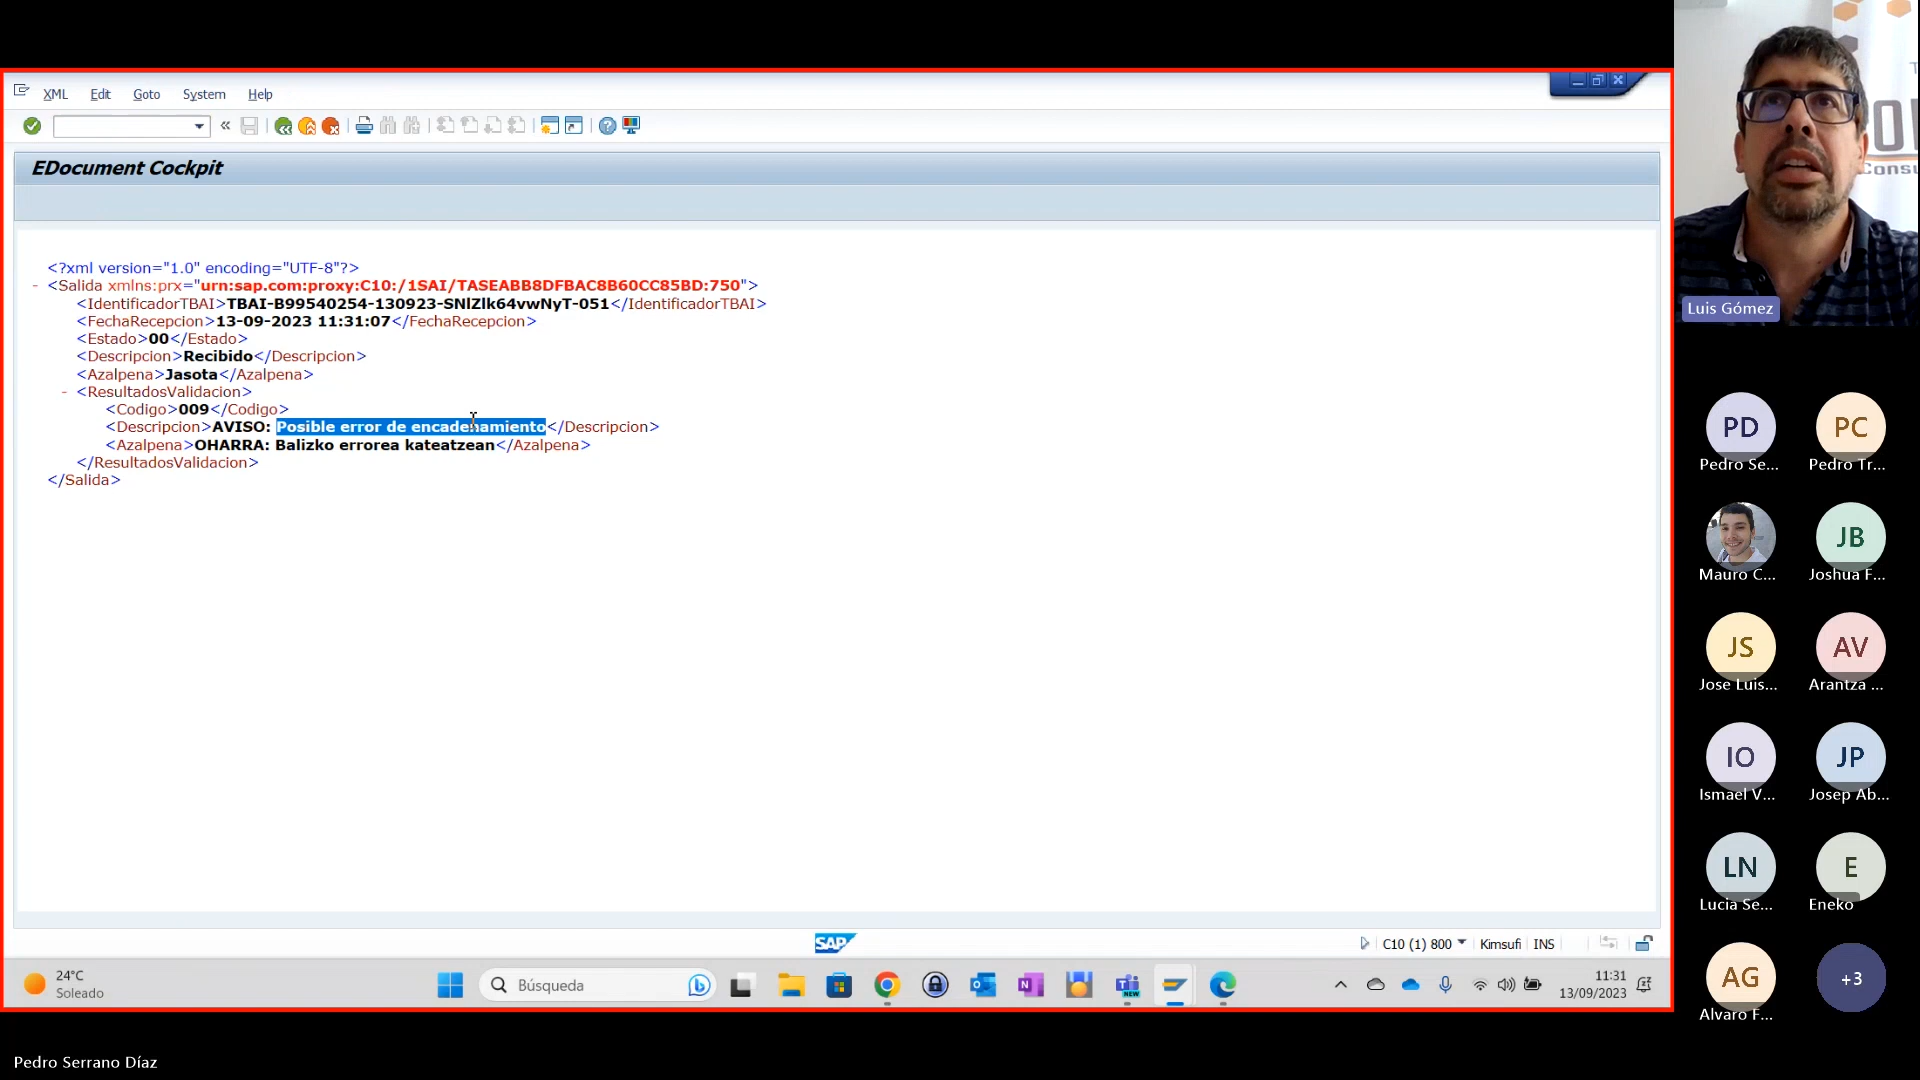 XML Edit Goto System Help
EDocument Cockpit
<?xml version="1.0" encoding="UTF-8"?>
- <Salida xmlns:prx="urn:sap.com:proxy:C10:/1SAI/TASEABB8DFBAC8B60CC85BD:750">
<IdentificadorTBAI>TBAI-B99540254-130923-SNlZlk64vwNyT-051</IdentificadorTBAI>
<FechaRecepcion>13-09-2023 11:31:07</FechaRecepcion>
<Estado>00</Estado>
<Descripcion>Recibido</Descripcion>
<Azalpena>Jasota</Azalpena>
- <ResultadosValidacion>
<Codigo>009</Codigo>
<Descripcion>AVISO: Posible error de encadenamiento</Descripcion>
<Azalpena>OHARRA: Balizko errorea kateatzean</Azalpena>
</ResultadosValidacion>
</Salida>
SAP
C10 (1) 800 Kimsufi INS
24°C
Soleado
Búsqueda
NEW
11:31
13/09/2023
Pedro Serrano Díaz
Consu
Luis Gómez
PD PC
Pedro Se... Pedro Tr...
JB
Mauro C... Joshua F...
JS AV
Jose Luis... Arantza ...
IO JP
Ismael V... Josep Ab...
LN E
Lucia Se... Eneko
AG +3
Alvaro F...